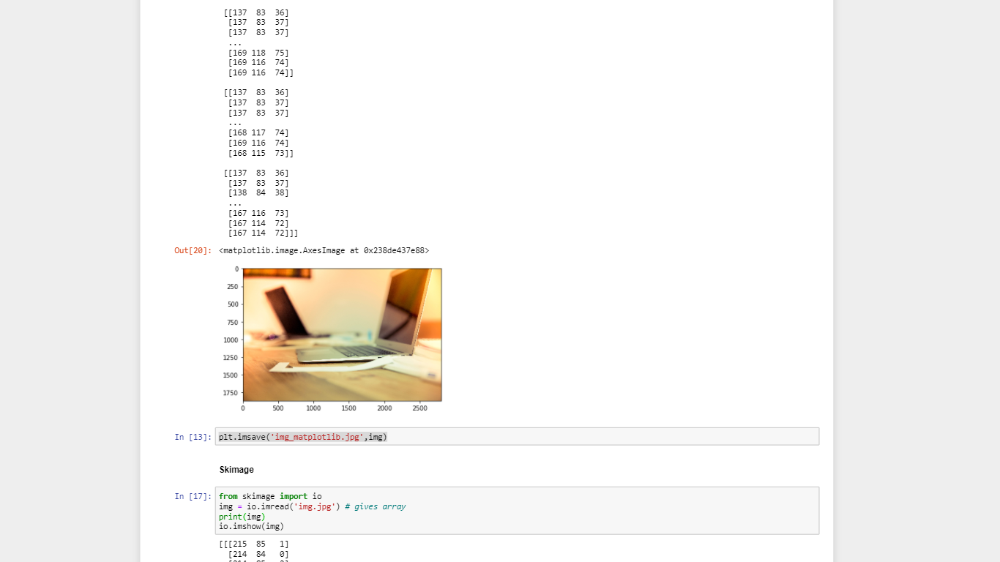 [[137  83  36]
[137  83  37]
[137  83  37]
...
[169 118  75]
[169 116  74]
[169 116  74]]
[[137  83  36]
[137  83  37]
[137  83  37]
...
[168 117  74]
[169 116  74]
[168 115  73]]
[[137  83  36]
[137  83  37]
[138  84  38]
...
[167 116  73]
[167 114  72]
[167 114  72]]]
Out[20]: <matplotlib.image.AxesImage at 0x238de437e88>
0
250
500
750
1000
1250
1500
1750
0 500 1000 1500 2000 2500
In [13]: plt.imsave('img_matplotlib.jpg',img)
Skimage
In [17]: from skimage import io
img = io.imread('img.jpg') # gives array
print(img)
io.imshow(img)
[[[215  85   1]
[214  84   0]